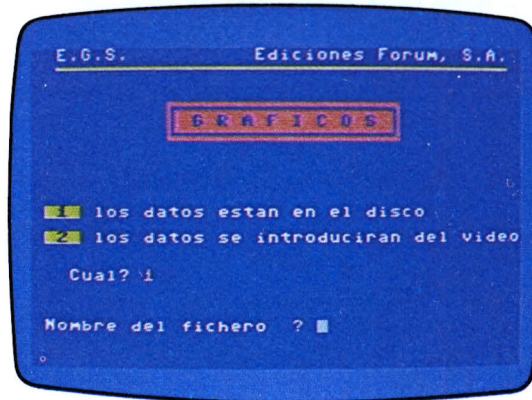 E.G.S. Ediciones Forum, S.A.
GRAFICOS
1 los datos estan en el disco
2 los datos se introduciran del video
Cual? 1
Nombre del fichero ?